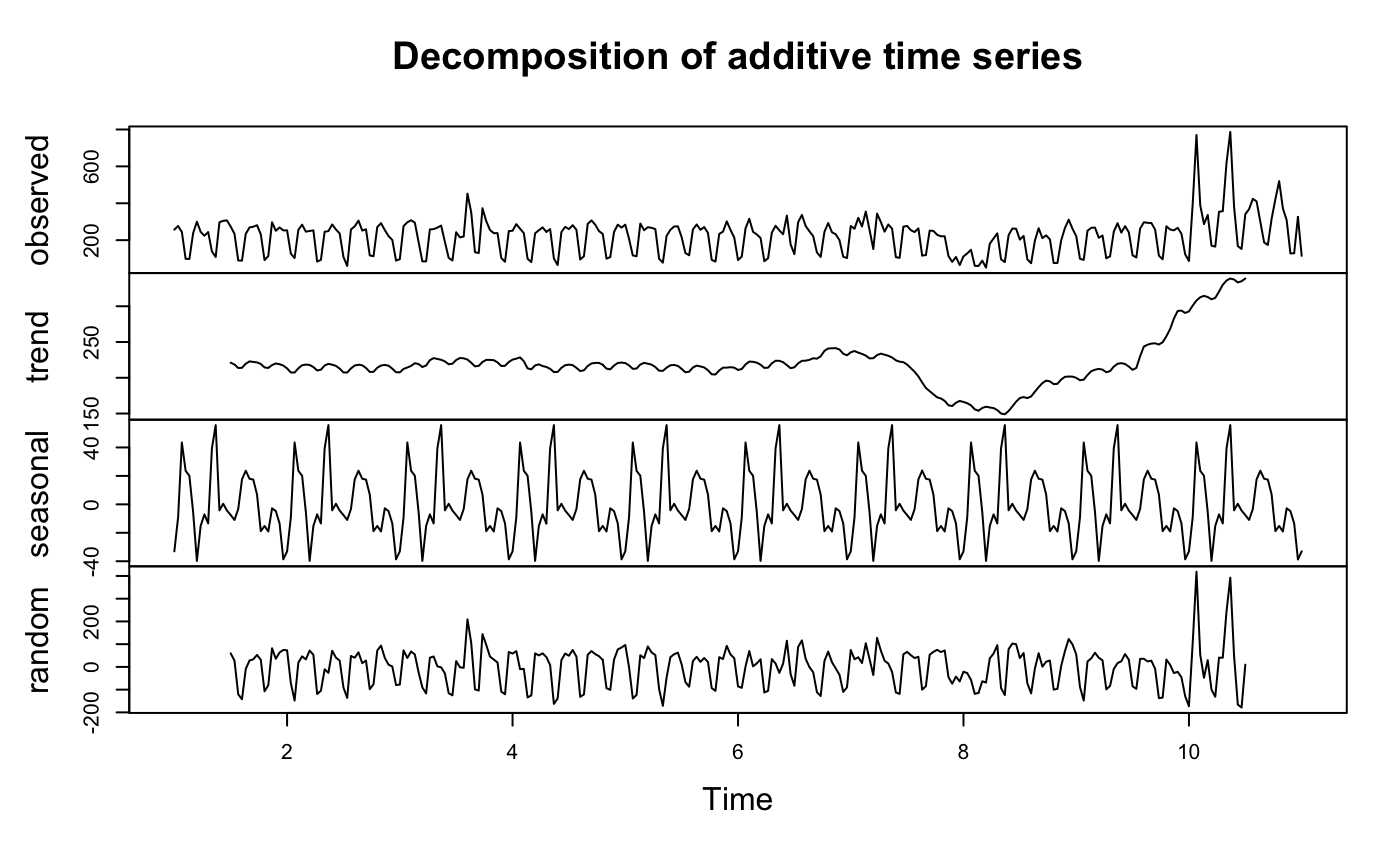 Decomposition of additive time series
observed
200 600
trend
150 250
seasonal
-40 0 40
random
-200 0 200
2 4 6 8 10
Time